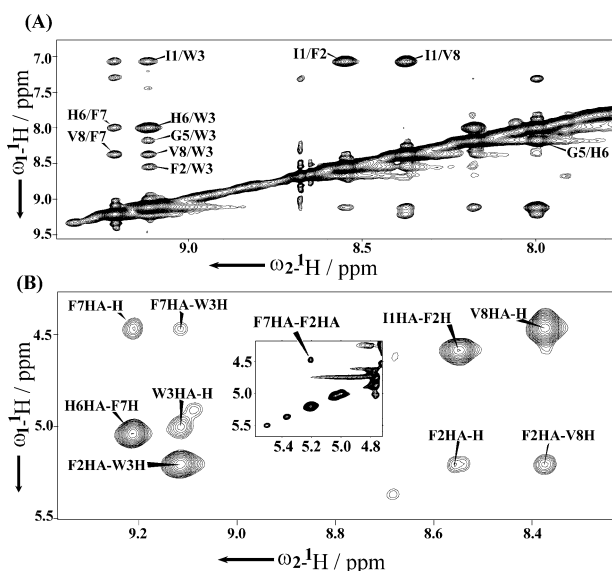 (A)
I1/W3
I1/F2
I1/V8
H6/F7
H6/W3
G5/W3
V8/F7
V8/W3
F2/W3
G5/H6
7.0
7.5
8.0
8.5
9.0
9.5
ω1-¹H / ppm
9.0
8.5
8.0
ω2-¹H / ppm
(B)
F7HA-H
F7HA-W3H
F7HA-F2HA
I1HA-F2H
V8HA-H
W3HA-H
H6HA-F7H
F2HA-W3H
F2HA-H
F2HA-V8H
4.5
5.0
5.5
5.4
5.2
5.0
4.8
4.5
5.0
5.5
ω1-¹H / ppm
9.2
9.0
8.8
8.6
8.4
ω2-¹H / ppm